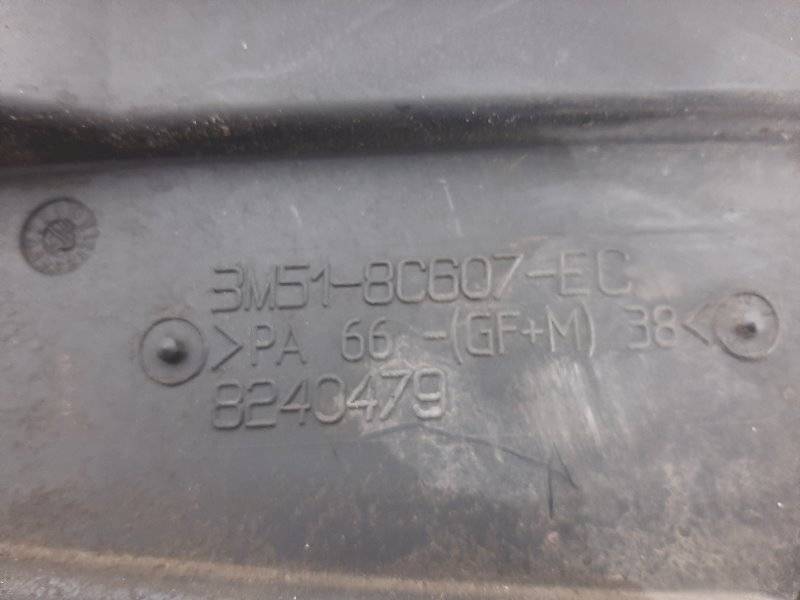 3M51-8C607-EC
>PA 66 -(GF+M) 38<
8240479